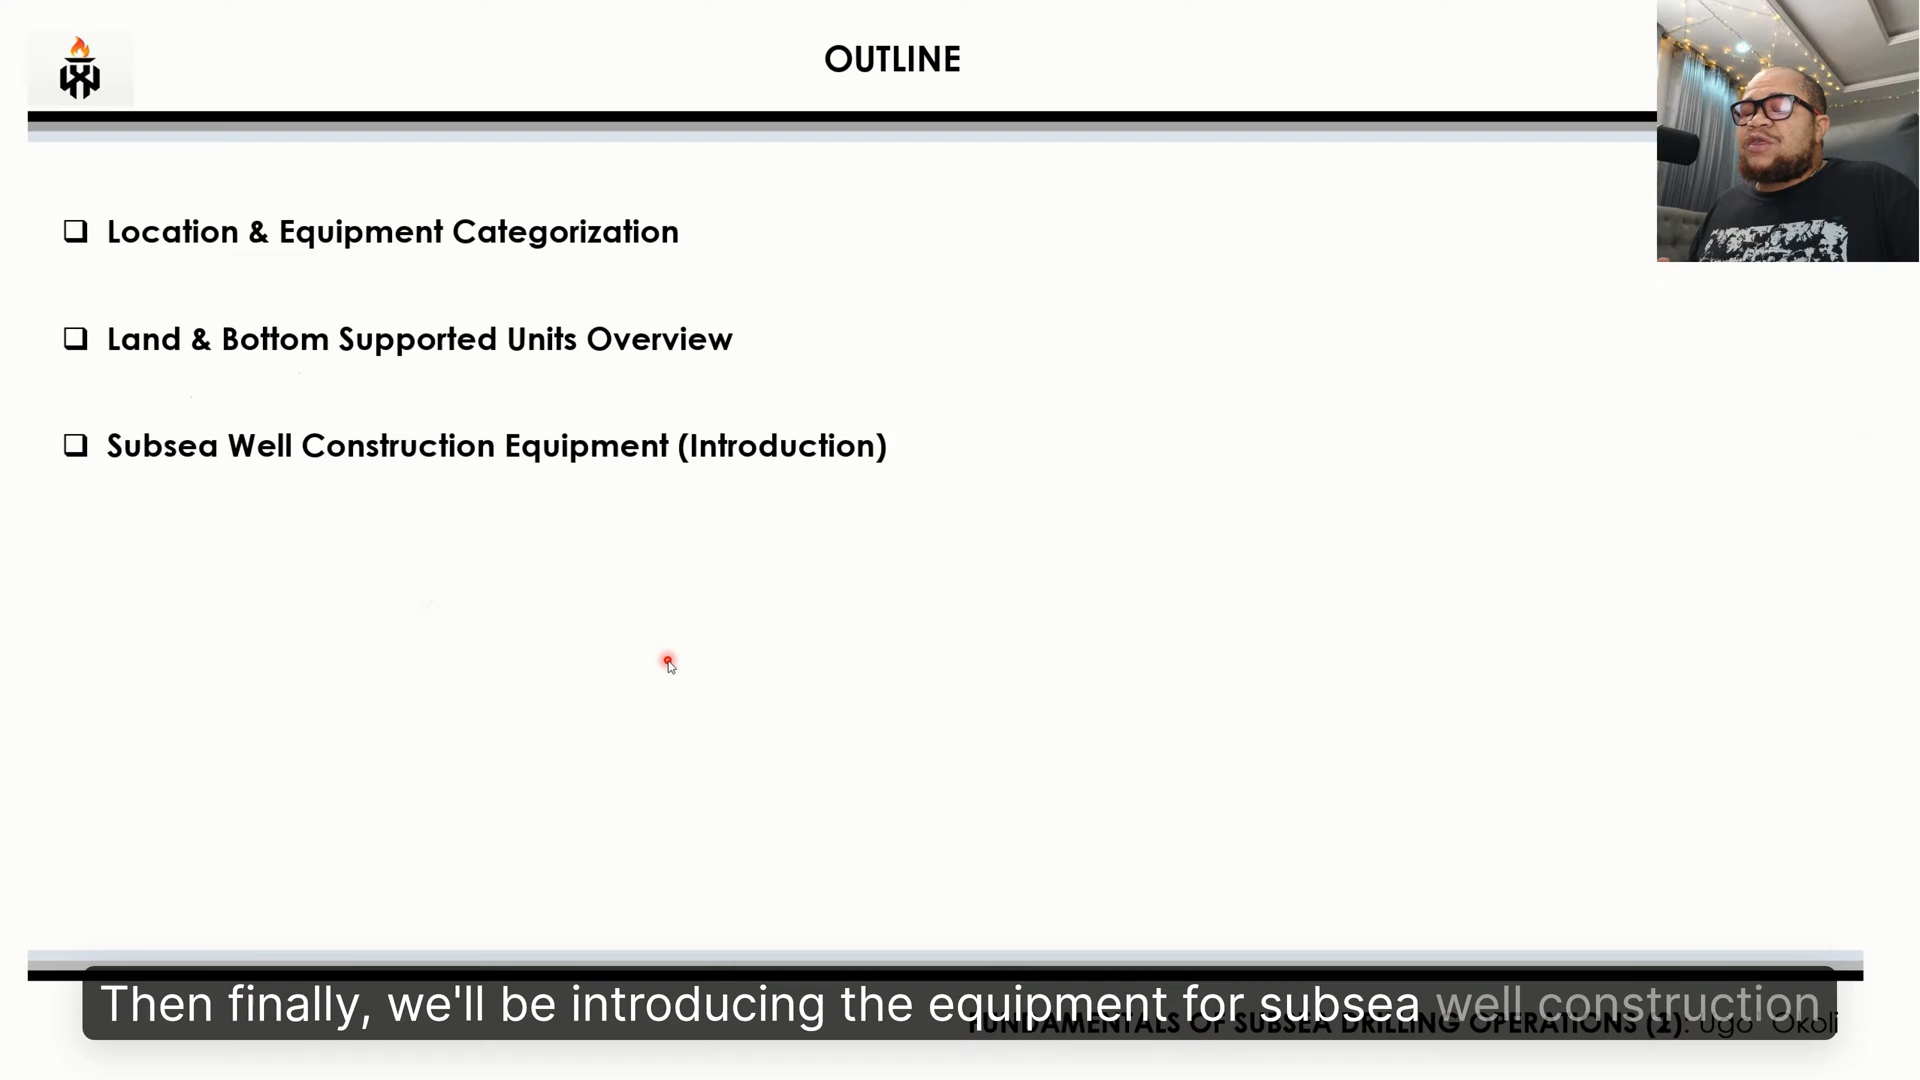 OUTLINE
Location & Equipment Categorization
Land & Bottom Supported Units Overview
Subsea Well Construction Equipment (Introduction)
Then finally, we'll be introducing the equipment for subsea well construction
FUNDAMENTALS OF SUBSEA DRILLING OPERATIONS (2): Ugo Okoli